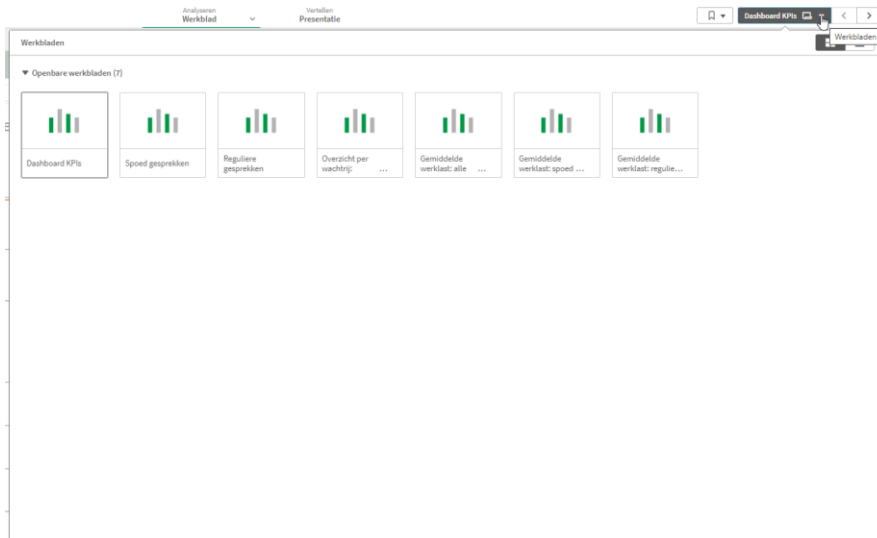 Analyseren
Werkblad
Vertellen
Presentatie
Dashboard KPIs
Werkbladen
Werkbladen
Openbare werkbladen (7)
Dashboard KPIs
Spoed gesprekken
Reguliere
gesprekken
Overzicht per
wachtrij: ...
Gemiddelde
werklast: alle ...
Gemiddelde
werklast: spoed ...
Gemiddelde
werklast: regulie...